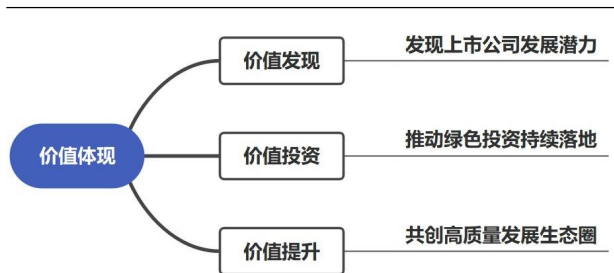 价值体现
价值发现
发现上市公司发展潜力
价值投资
推动绿色投资持续落地
价值提升
共创高质量发展生态圈